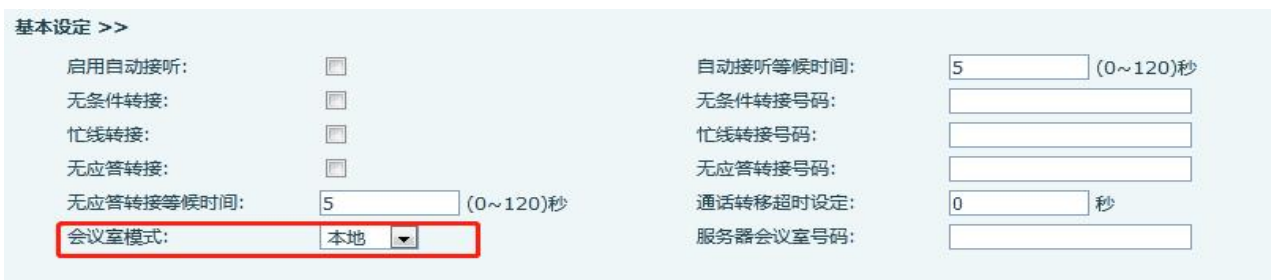 基本设定 >>
启用自动接听: 自动接听等候时间: 5 (0~120)秒
无条件转接: 无条件转接号码:
忙线转接: 忙线转接号码:
无应答转接: 无应答转接号码:
无应答转接等候时间: 5 (0~120)秒 通话转移超时设定: 0 秒
会议室模式: 本地 服务器会议室号码: